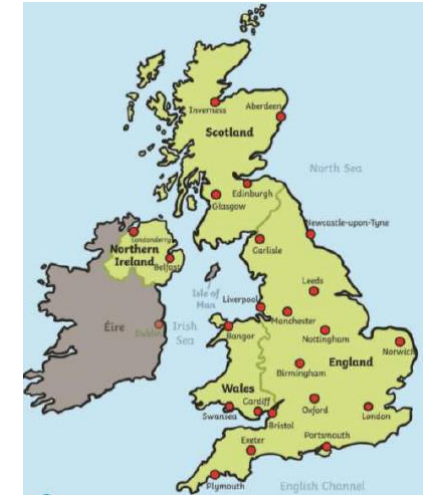 Inverness
Aberdeen
Scotland
North Sea
Edinburgh
Glasgow
Newcastle-upon-Tyne
Londonderry
Carlisle
Northern
Ireland
Belfast
Leeds
Isle of
Man
Liverpool
Manchester
Éire
Dublin
Irish
Sea
Bangor
Nottingham
Norwich
England
Birmingham
Wales
Cardiff
Oxford
London
Swansea
Bristol
Exeter
Portsmouth
Plymouth
English Channel